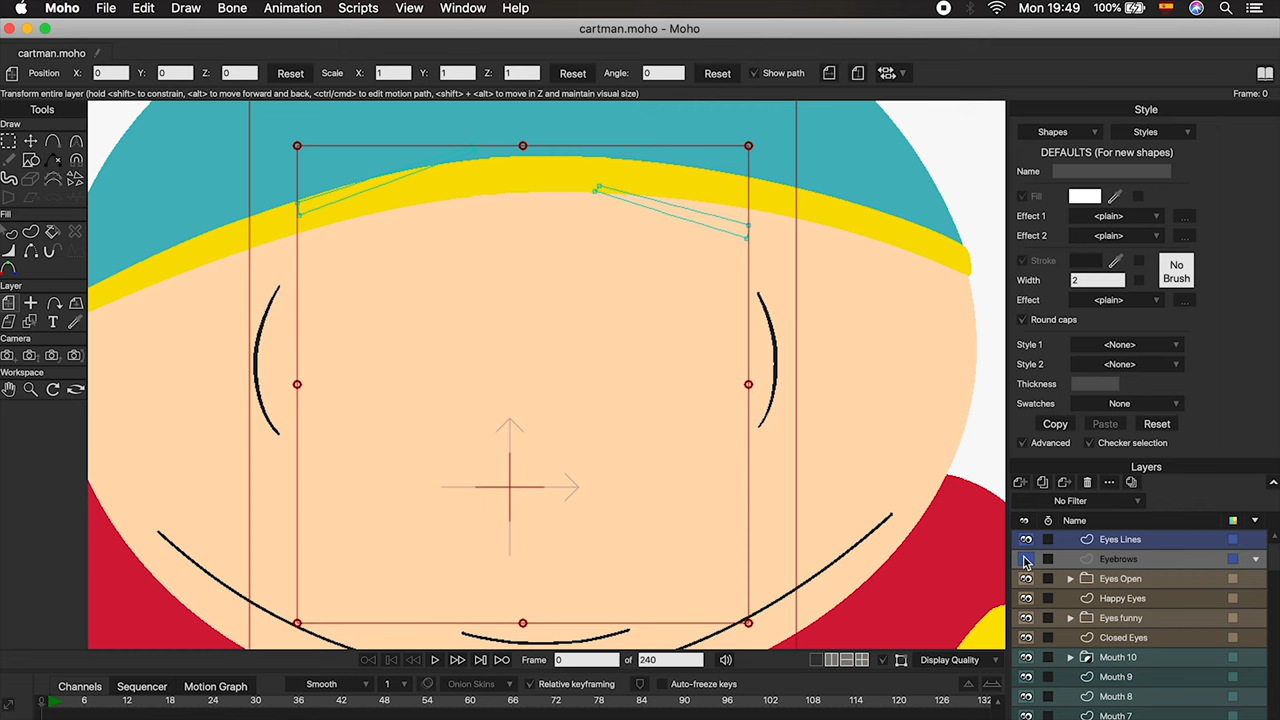 Moho File Edit Draw Bone Animation Scripts View Window Help Mon 19:49 100%
cartman.moho - Moho
cartman.moho
Position X: 0 Y: 0 Z: 0 Reset Scale X: 1 Y: 1 Z: 1 Reset Angle: 0 Reset Show path
Transform entire layer (hold <shift> to constrain, <alt> to move forward and back, <ctrl/cmd> to edit motion path, <shift> + <alt> to move in Z and maintain visual size) Frame: 0
Tools
Draw
Fill
Layer
T
Camera
Workspace
Style
Shapes Styles
DEFAULTS (For new shapes)
Name
Fill
Effect 1 <plain> ...
Effect 2 <plain> ...
Stroke
Width 2
No Brush
Effect <plain> ...
Round caps
Style 1 <None>
Style 2 <None>
Thickness
Swatches None
Copy Paste Reset
Advanced Checker selection
Layers
No Filter
Name
Eyes Lines
Eyebrows
Eyes Open
Happy Eyes
Eyes funny
Closed Eyes
Mouth 10
Mouth 9
Mouth 8
Mouth 7
Frame 0 of 240 Display Quality
Channels Sequencer Motion Graph Smooth 1 Onion Skins Relative keyframing Auto-freeze keys
0 6 12 18 24 30 36 42 48 54 60 66 72 78 84 90 96 102 108 114 120 126 132